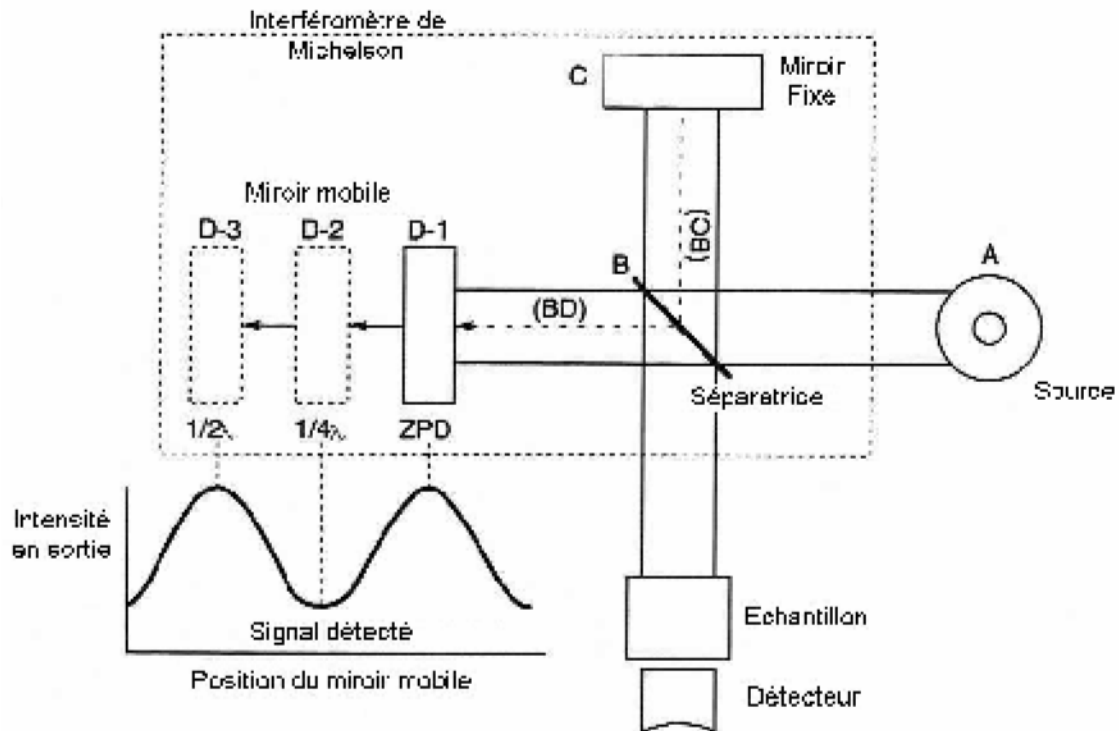 Interféromètre de
Micheleson
C
Miroir
Fixe
Miroir mobile
D-3 D-2 D-1
(BC)
B
A
(BD)
Séparatrice
Source
1/2λ 1/4λ ZPD
Intensité
en sortie
Signal détecté
Position du miroir mobile
Echantillon
Détecteur